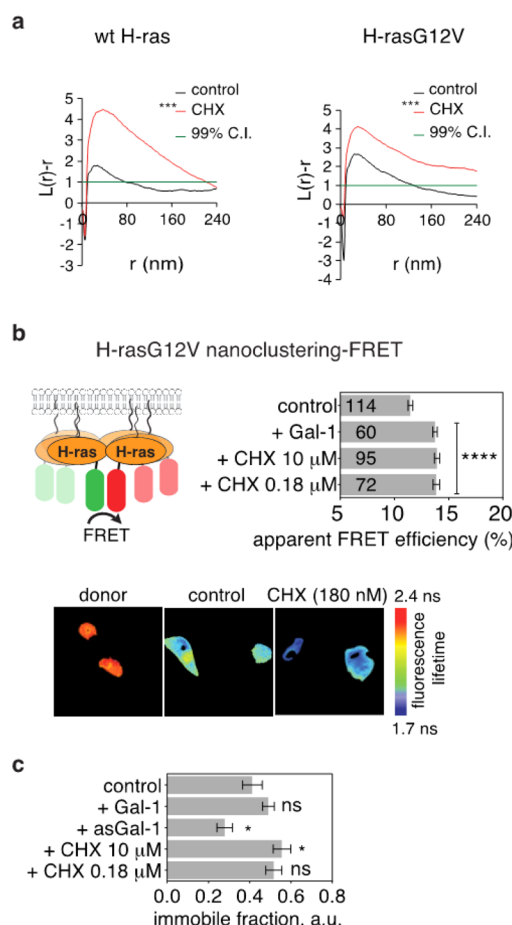 a
wt H-ras
H-rasG12V
control
*** CHX
99% C.I.
L(r)-r
5
4
3
2
1
0
-1
-2
-3
0 80 160 240
r (nm)
control
*** CHX
99% C.I.
L(r)-r
5
4
3
2
1
0
-1
-2
-3
-4
0 80 160 240
r (nm)
b
H-rasG12V nanoclustering-FRET
H-ras H-ras
FRET
control 114
+ Gal-1 60
+ CHX 10 µM 95
+ CHX 0.18 µM 72
****
5 10 15 20
apparent FRET efficiency (%)
donor control CHX (180 nM)
2.4 ns
fluorescence
lifetime
1.7 ns
c
control
+ Gal-1 ns
+ asGal-1 *
+ CHX 10 µM *
+ CHX 0.18 µM ns
0.0 0.2 0.4 0.6 0.8
immobile fraction, a.u.